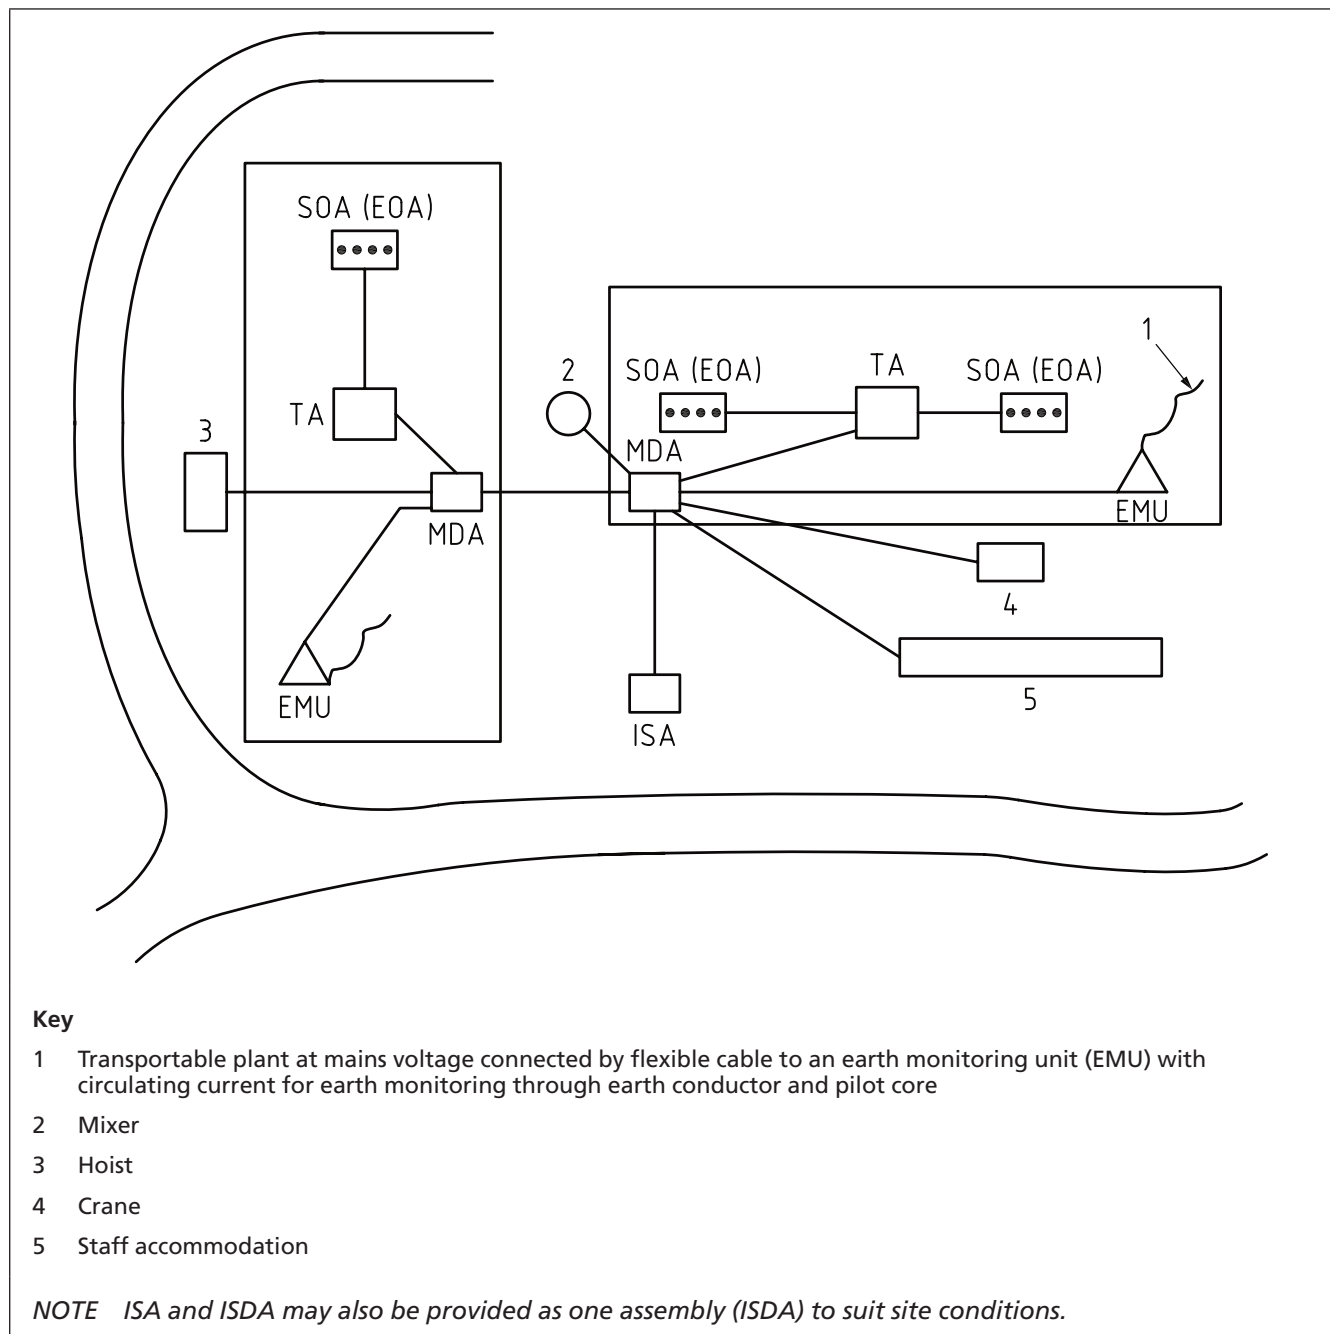 SOA (EOA)
1
2
SOA (EOA)
TA
SOA (EOA)
TA
3
MDA
EMU
MDA
4
5
EMU
ISA
Key
1 Transportable plant at mains voltage connected by flexible cable to an earth monitoring unit (EMU) with
circulating current for earth monitoring through earth conductor and pilot core
2 Mixer
3 Hoist
4 Crane
5 Staff accommodation
NOTE ISA and ISDA may also be provided as one assembly (ISDA) to suit site conditions.